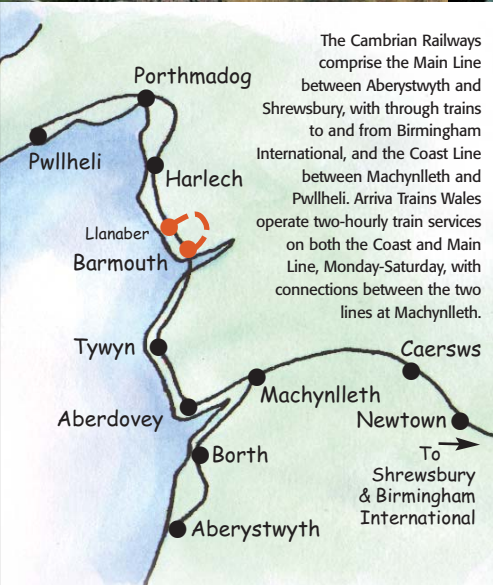 The Cambrian Railways
comprise the Main Line
between Aberystwyth and
Shrewsbury, with through trains
to and from Birmingham
International, and the Coast Line
between Machynlleth and
Pwllheli. Arriva Trains Wales
operate two-hourly train services
on both the Coast and Main
Line, Monday-Saturday, with
connections between the two
lines at Machynlleth.
Porthmadog
Pwllheli
Harlech
Llanaber
Barmouth
Tywyn
Caersws
Machynlleth
Aberdovey
Newtown
To
Shrewsbury
& Birmingham
International
Borth
Aberystwyth